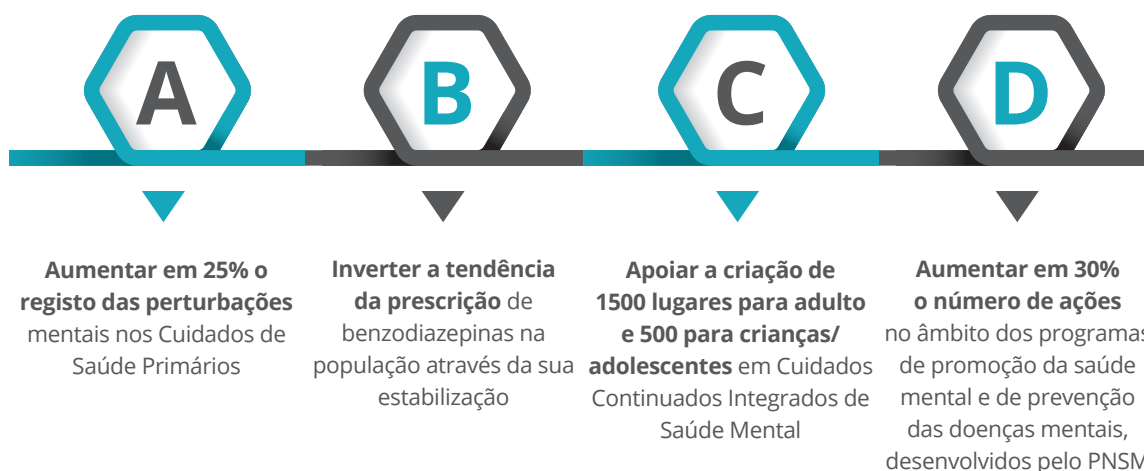 A
B
C
D
Aumentar em 25% o
registo das perturbações
mentais nos Cuidados de
Saúde Primários
Inverter a tendência
da prescrição de
benzodiazepinas na
população através da sua
estabilização
Apoiar a criação de
1500 lugares para adulto
e 500 para crianças/
adolescentes em Cuidados
Continuados Integrados de
Saúde Mental
Aumentar em 30%
o número de ações
no âmbito dos programas
de promoção da saúde
mental e de prevenção
das doenças mentais,
desenvolvidos pelo PNSM